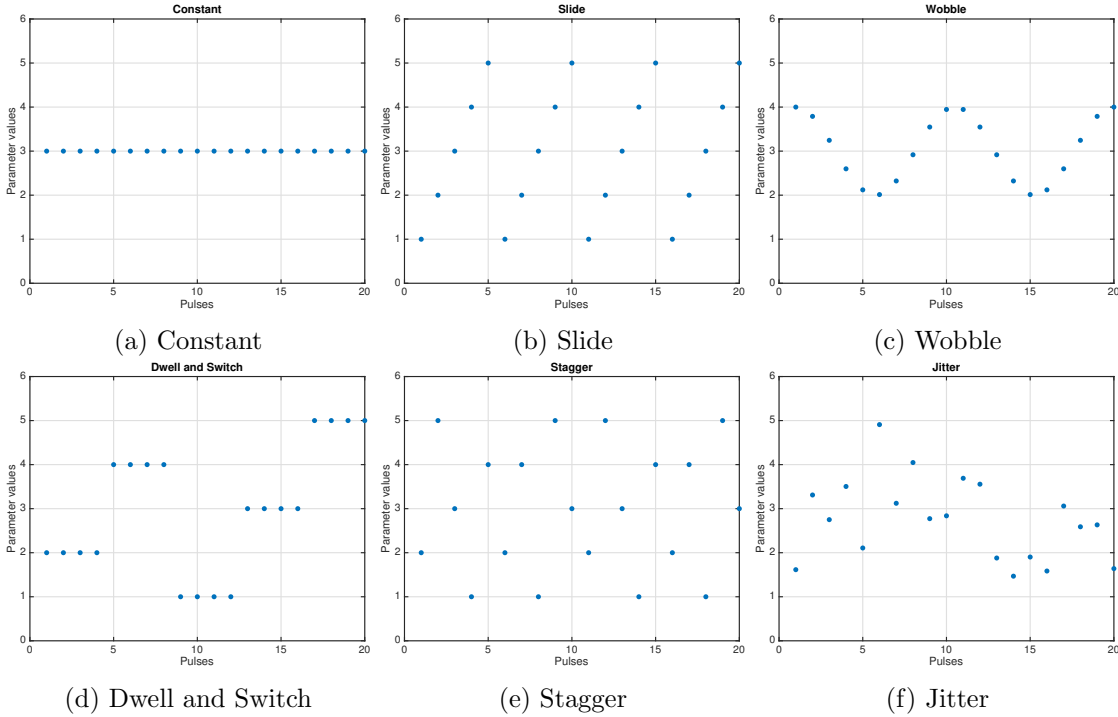 Constant
6
5
4
3
2
1
0
Parameter values
0 5 10 15 20
Pulses
(a) Constant
Slide
6
5
4
3
2
1
0
Parameter values
0 5 10 15 20
Pulses
(b) Slide
Wobble
6
5
4
3
2
1
0
Parameter values
0 5 10 15 20
Pulses
(c) Wobble
Dwell and Switch
6
5
4
3
2
1
0
Parameter values
0 5 10 15 20
Pulses
(d) Dwell and Switch
Stagger
6
5
4
3
2
1
0
Parameter values
0 5 10 15 20
Pulses
(e) Stagger
Jitter
6
5
4
3
2
1
0
Parameter values
0 5 10 15 20
Pulses
(f) Jitter